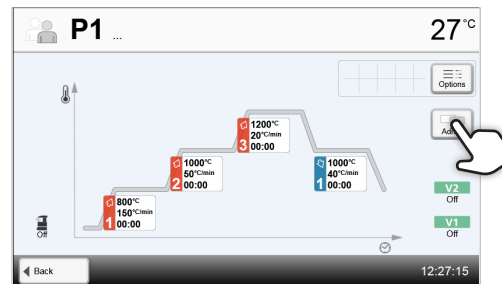 P1 ...
27°C
Options
1200°C
20°C/min
3 00:00
1000°C
50°C/min
2 00:00
1000°C
40°C/min
1 00:00
800°C
150°C/min
1 00:00
V2
Off
V1
Off
Off
Back
12:27:15